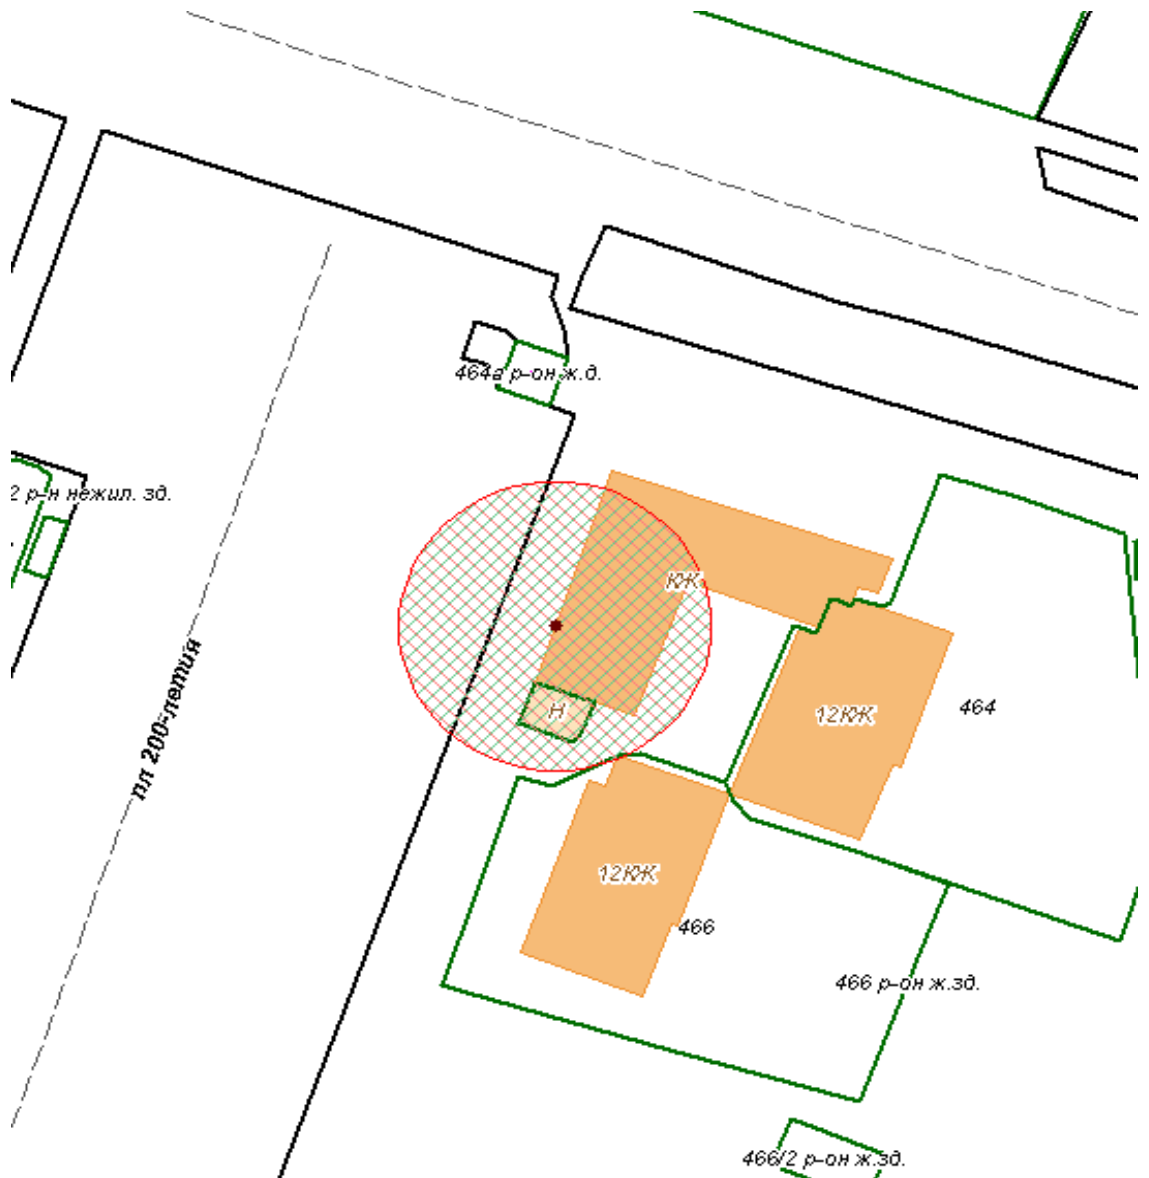 464а р-он ж.д.
2 р-н нежил. зд.
КЖ
пл 200-летия
Н
12КЖ
464
12КЖ
466
466 р-он ж.зд.
466/2 р-он ж.зд.